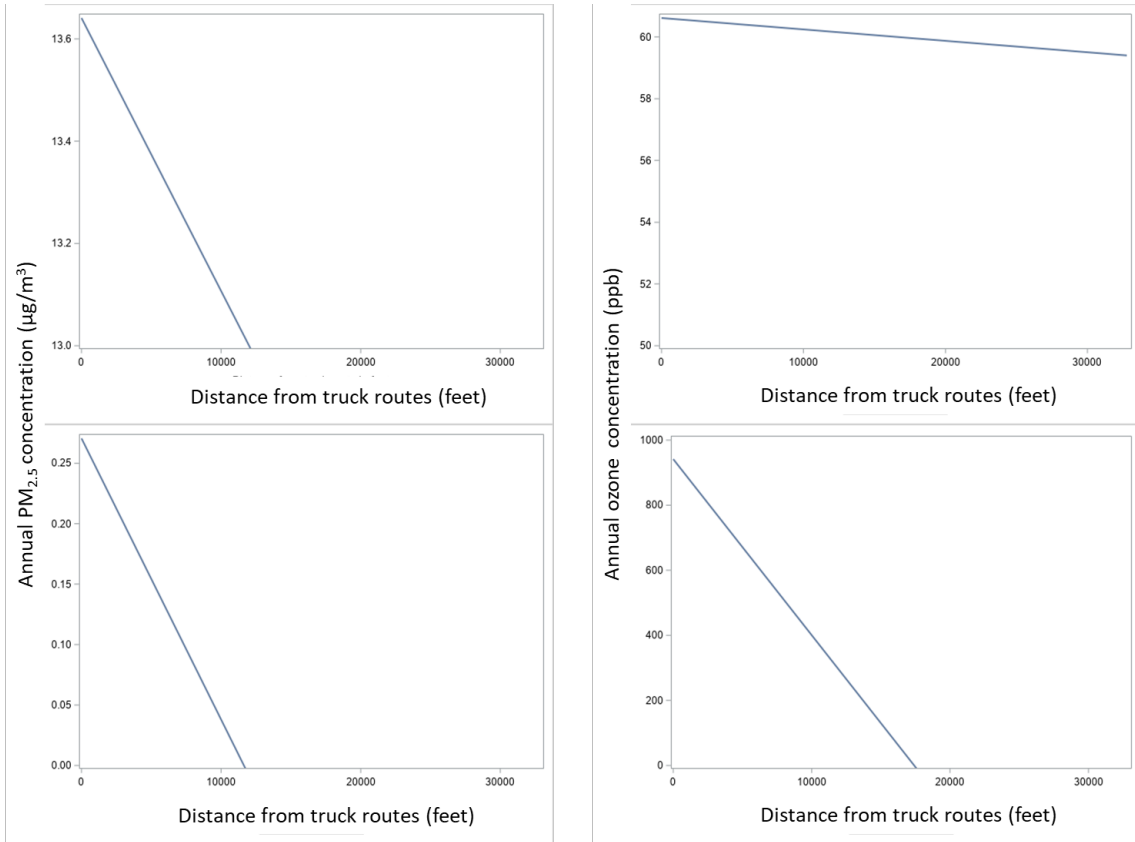 13.6
13.4
13.2
13.0
0 10000 20000 30000
Distance from truck routes (feet)
60
58
56
54
52
50
0 10000 20000 30000
Distance from truck routes (feet)
Annual PM2.5 concentration (µg/m³)
0.25
0.20
0.15
0.10
0.05
0.00
0 10000 20000 30000
Distance from truck routes (feet)
Annual ozone concentration (ppb)
1000
800
600
400
200
0
0 10000 20000 30000
Distance from truck routes (feet)